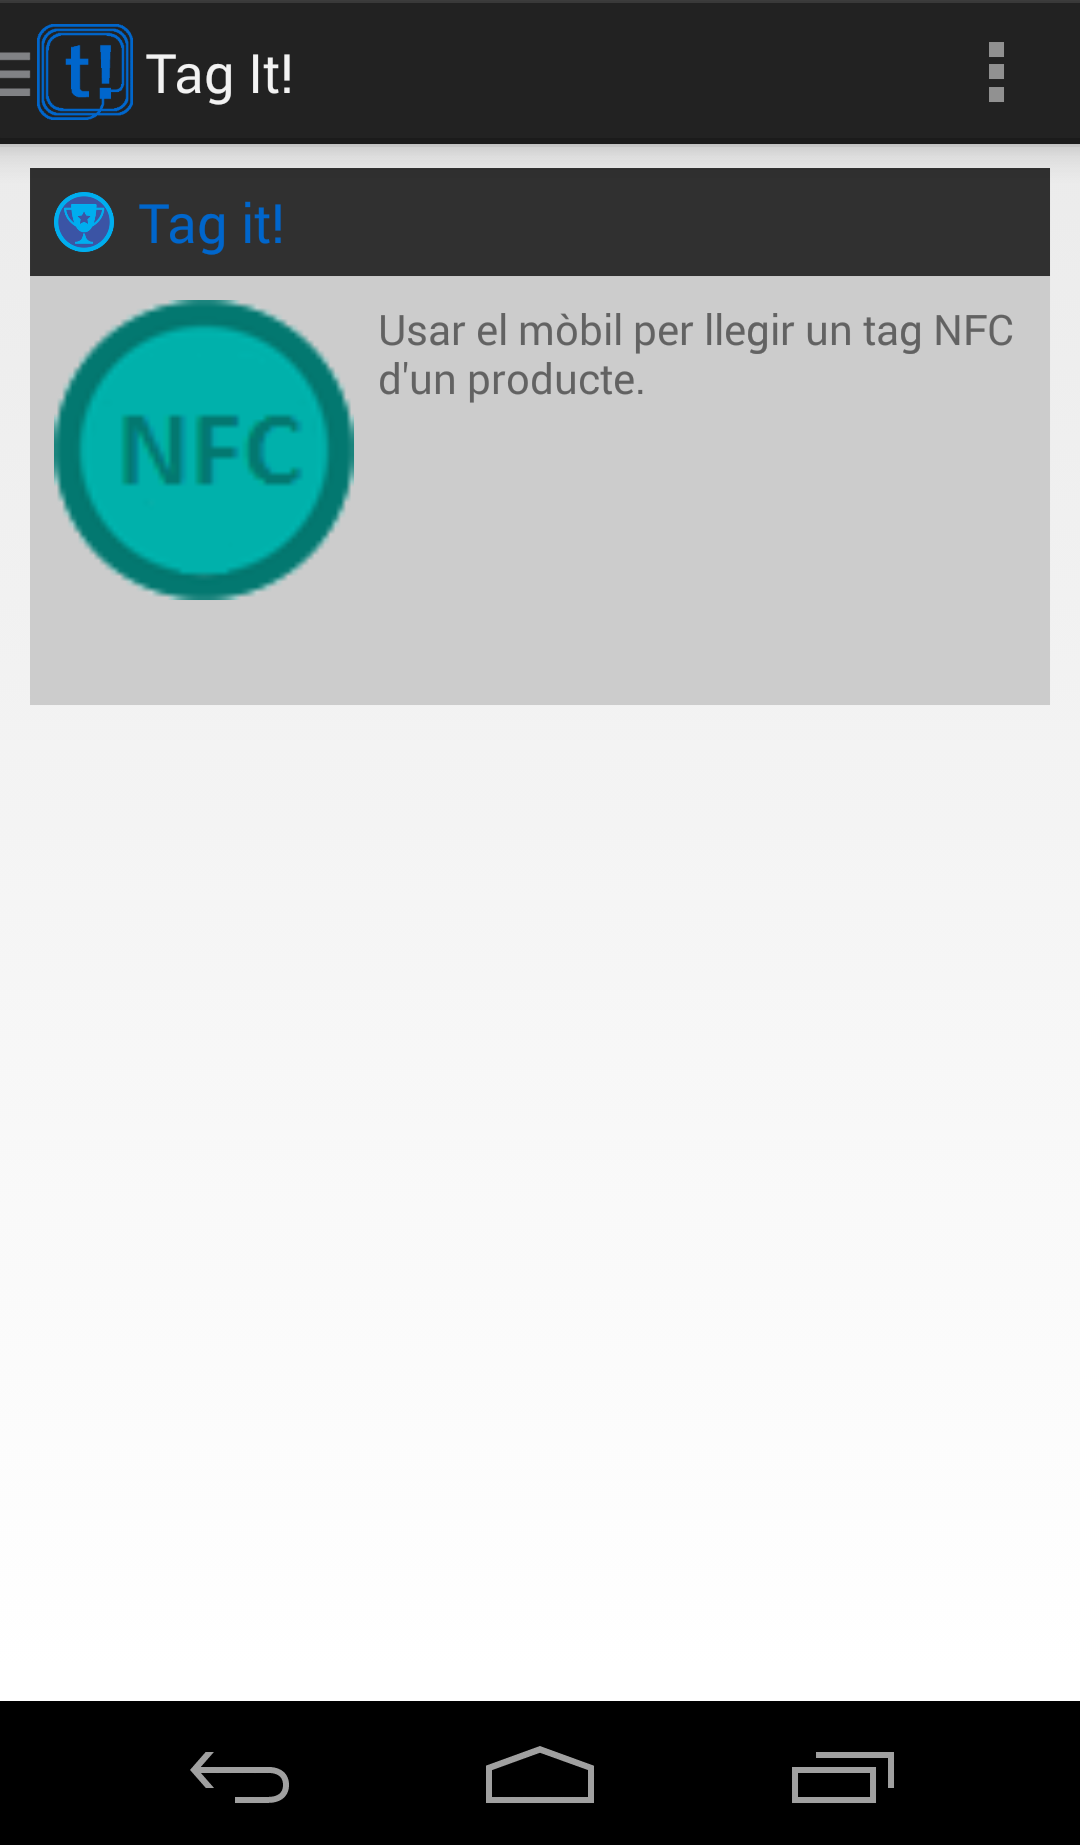 t!
Tag It!
Tag it!
NFC
Usar el mòbil per llegir un tag NFC
d'un producte.